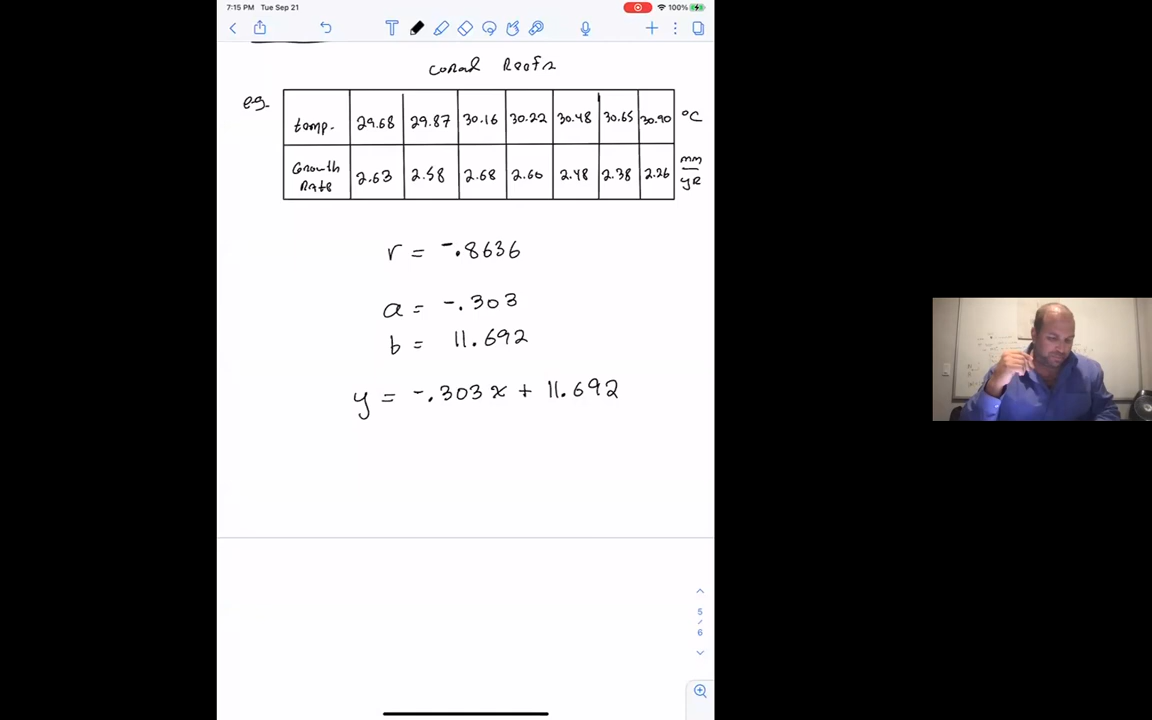 7:15 PM Tue Sep 21
100%
T
Coral Reefs
e.g.
temp. 29.68 29.87 30.16 30.22 30.48 30.65 30.90 °C
Growth Rate 2.63 2.58 2.68 2.60 2.48 2.38 2.26 mm/yR
r = -.8636
a = -.303
b = 11.692
y = -.303x + 11.692
5
/
6